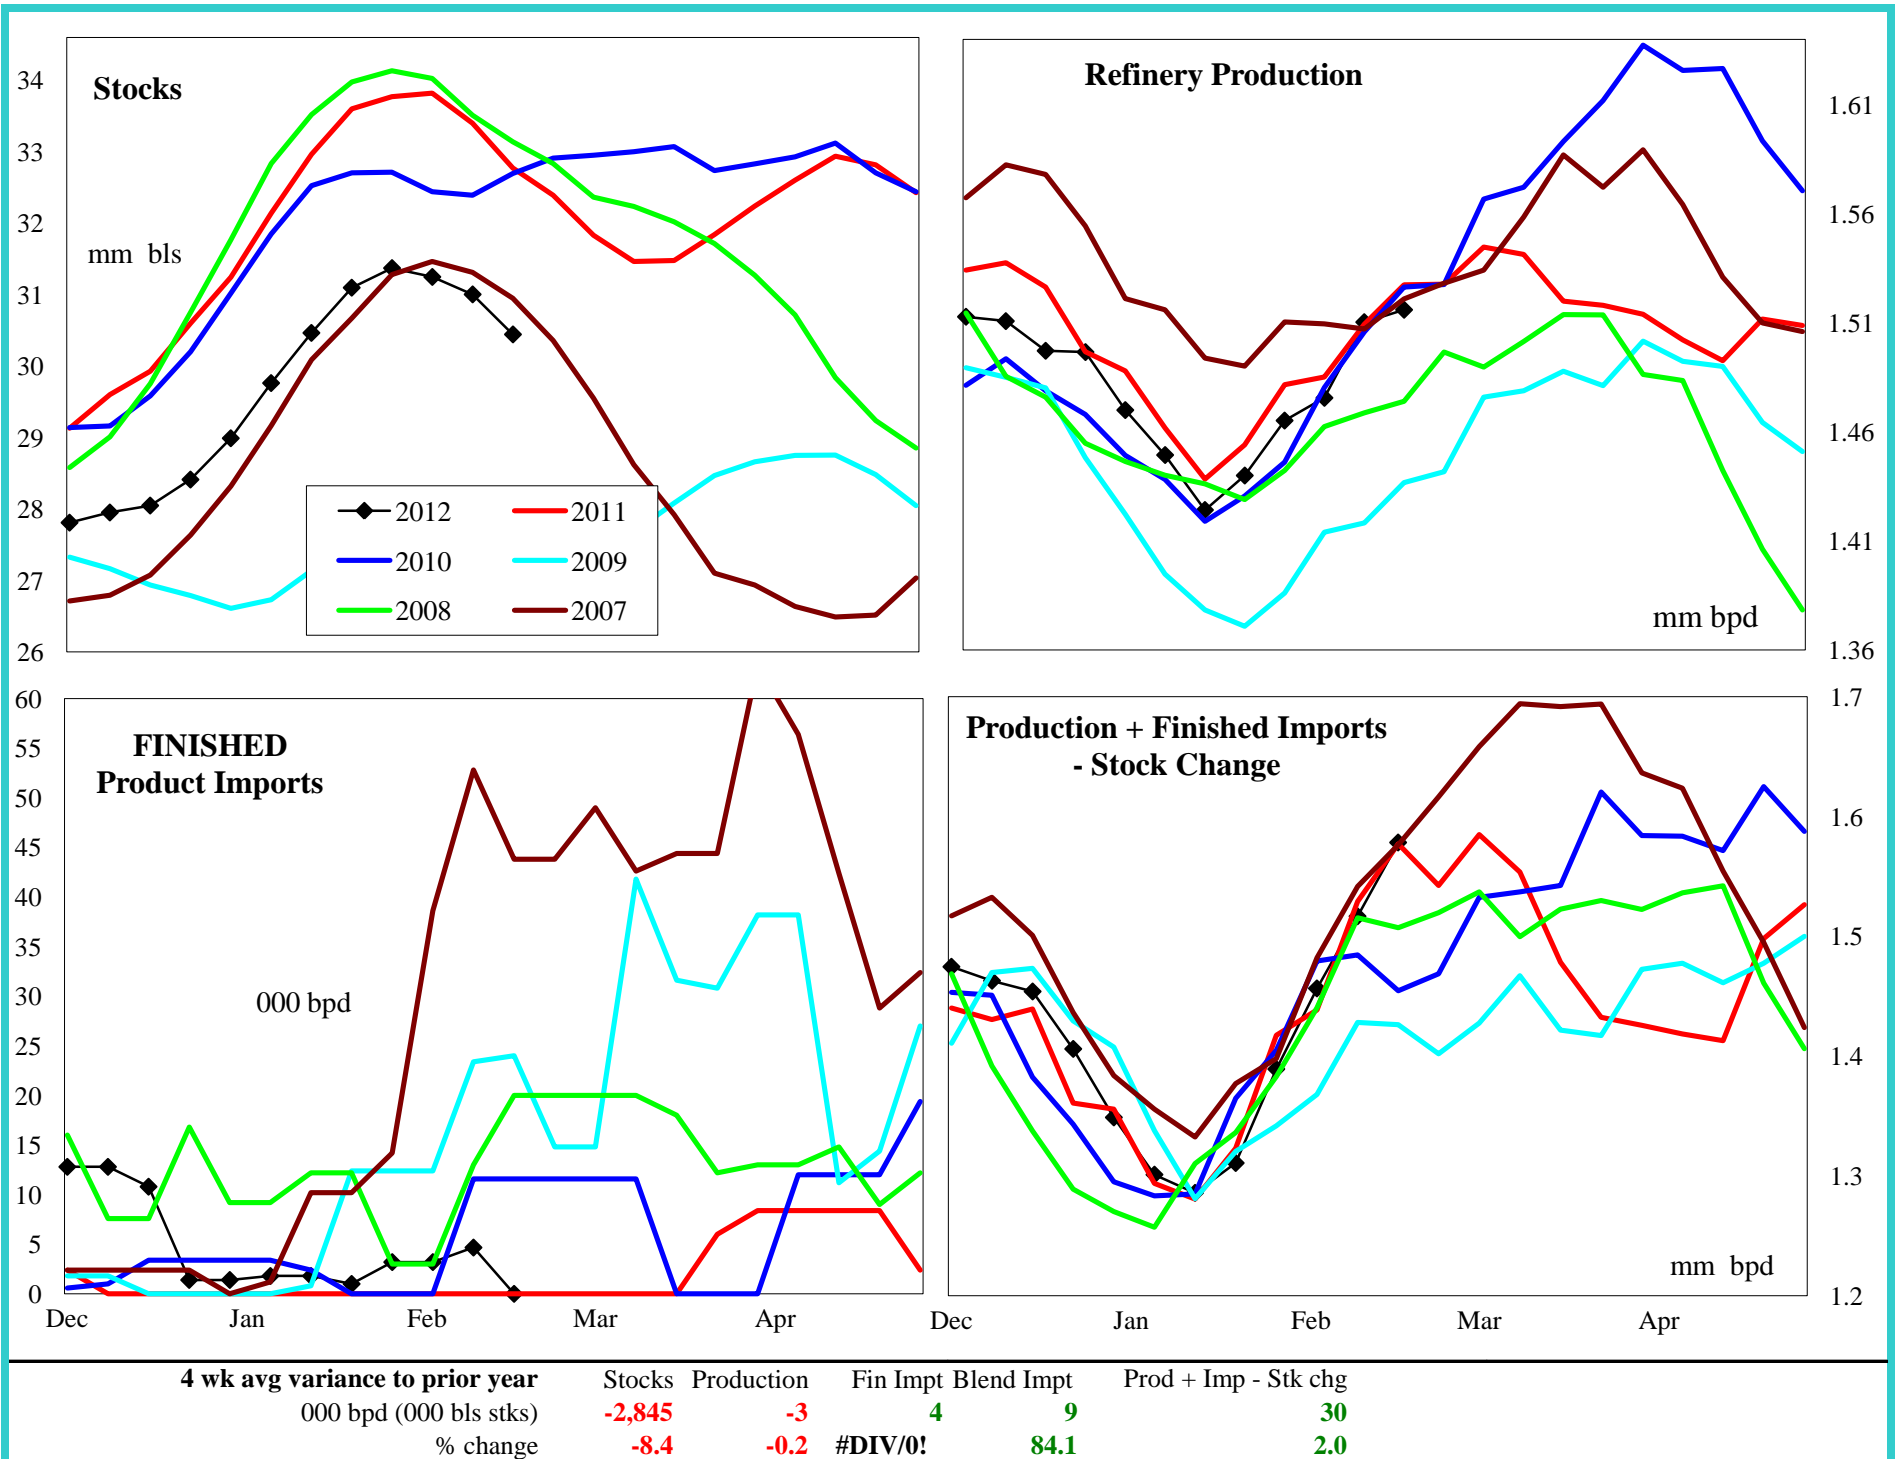 Stocks
mm bls
34
33
32
31
30
29
28
27
26
2012
2011
2010
2009
2008
2007
Refinery Production
mm bpd
1.61
1.56
1.51
1.46
1.41
1.36
FINISHED
Product Imports
000 bpd
60
55
50
45
40
35
30
25
20
15
10
5
0
Dec Jan Feb Mar Apr
Production + Finished Imports
- Stock Change
mm bpd
1.7
1.6
1.5
1.4
1.3
1.2
Dec Jan Feb Mar Apr
4 wk avg variance to prior year Stocks Production Fin Impt Blend Impt Prod + Imp - Stk chg
000 bpd (000 bls stks) -2,845 -3 4 9 30
% change -8.4 -0.2 #DIV/0! 84.1 2.0